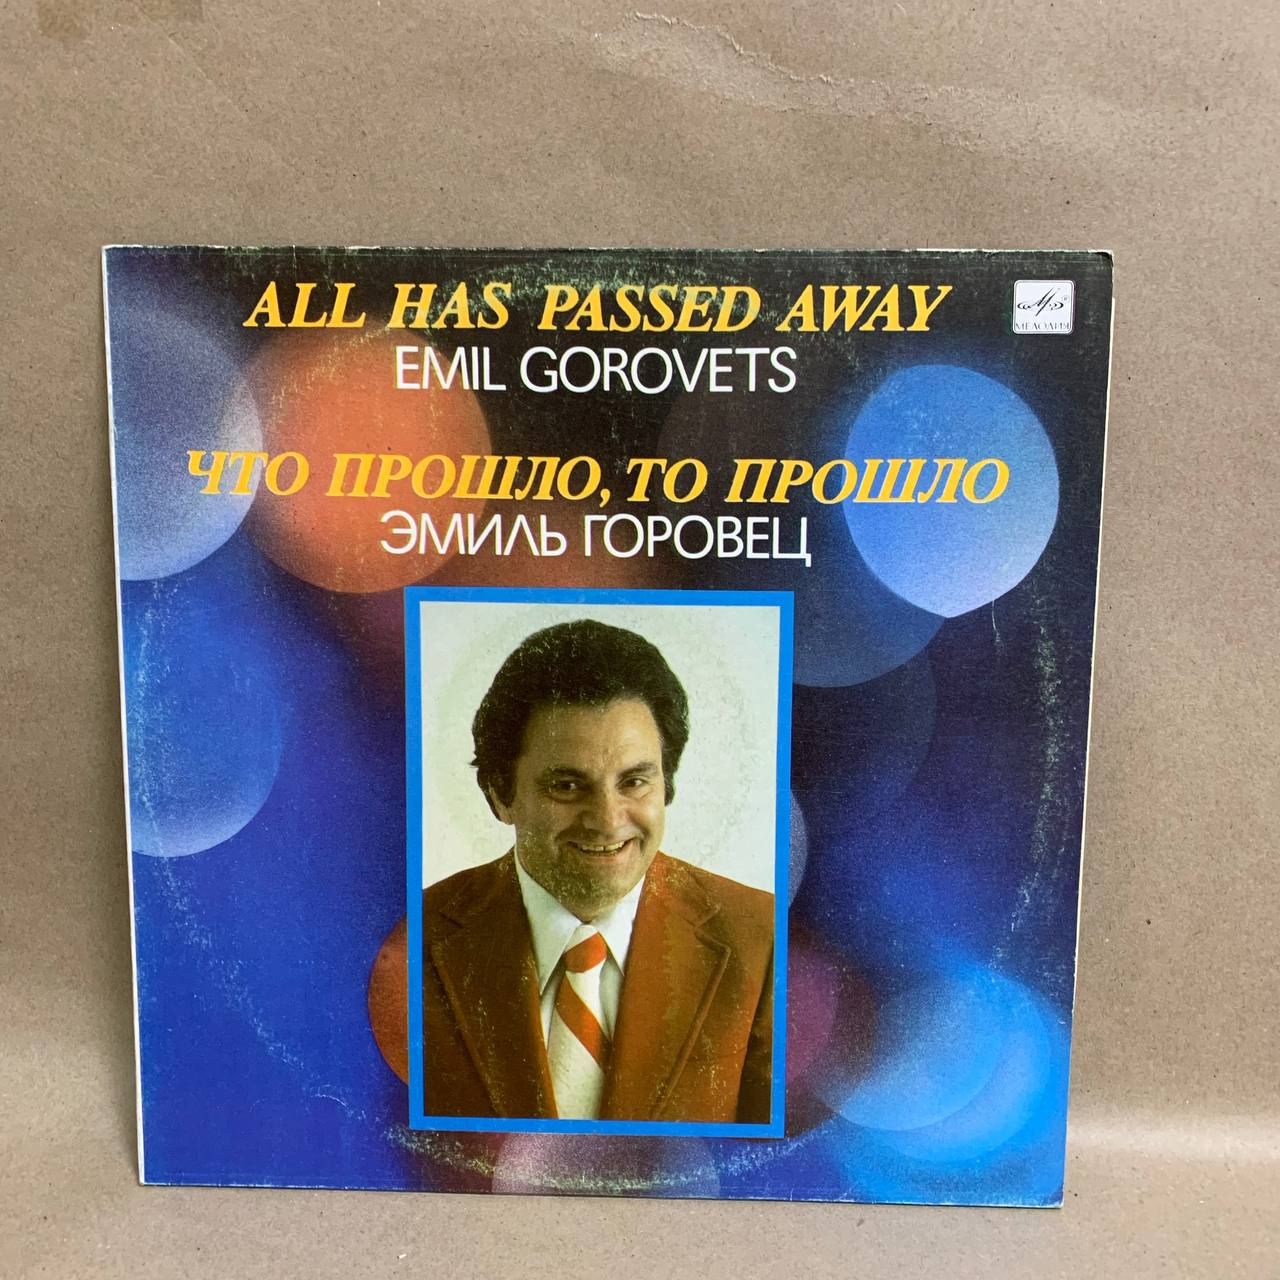 ALL HAS PASSED AWAY
EMIL GOROVETS
МЕЛОДИЯ
ЧТО ПРОШЛО, ТО ПРОШЛО
ЭМИЛЬ ГОРОВЕЦ